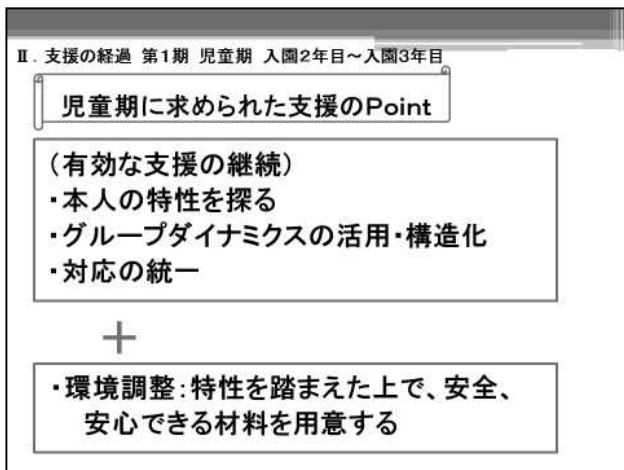 Ⅱ．支援の経過 第1期 児童期 入園2年目～入園3年目
児童期に求められた支援のPoint
(有効な支援の継続)
・本人の特性を探る
・グループダイナミクスの活用・構造化
・対応の統一
＋
・環境調整：特性を踏まえた上で、安全、
安心できる材料を用意する